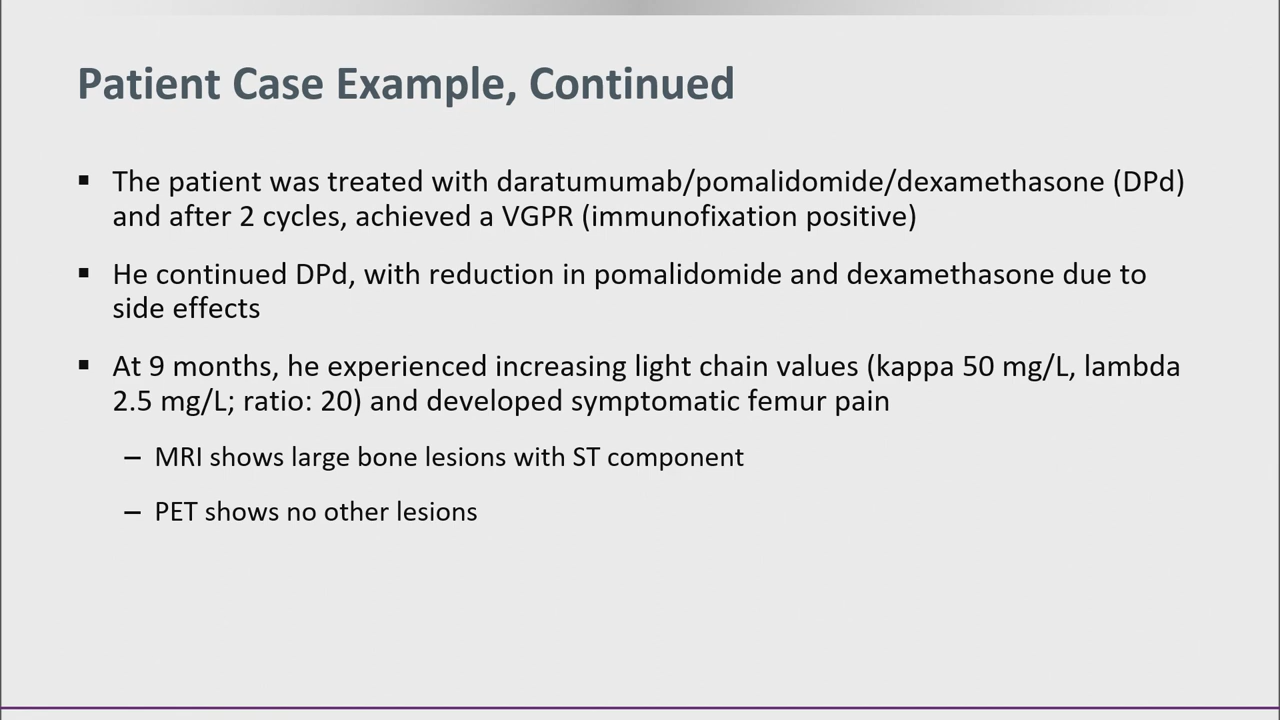 Patient Case Example, Continued
▪ The patient was treated with daratumumab/pomalidomide/dexamethasone (DPd)
and after 2 cycles, achieved a VGPR (immunofixation positive)
▪ He continued DPd, with reduction in pomalidomide and dexamethasone due to
side effects
▪ At 9 months, he experienced increasing light chain values (kappa 50 mg/L, lambda
2.5 mg/L; ratio: 20) and developed symptomatic femur pain
– MRI shows large bone lesions with ST component
– PET shows no other lesions